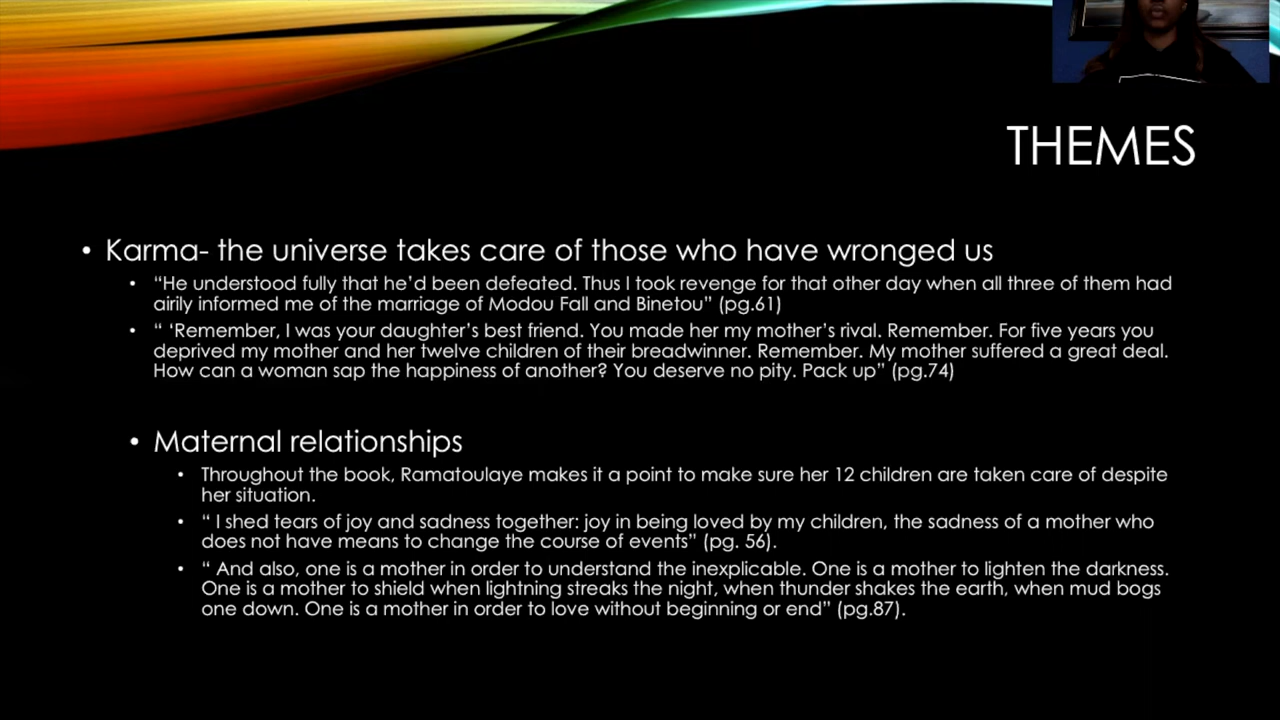 THEMES
• Karma- the universe takes care of those who have wronged us
• “He understood fully that he’d been defeated. Thus I took revenge for that other day when all three of them had
airily informed me of the marriage of Modou Fall and Binetou” (pg.61)
• “ ‘Remember, I was your daughter’s best friend. You made her my mother’s rival. Remember. For five years you
deprived my mother and her twelve children of their breadwinner. Remember. My mother suffered a great deal.
How can a woman sap the happiness of another? You deserve no pity. Pack up” (pg.74)
• Maternal relationships
• Throughout the book, Ramatoulaye makes it a point to make sure her 12 children are taken care of despite
her situation.
• “ I shed tears of joy and sadness together: joy in being loved by my children, the sadness of a mother who
does not have means to change the course of events” (pg. 56).
• “ And also, one is a mother in order to understand the inexplicable. One is a mother to lighten the darkness.
One is a mother to shield when lightning streaks the night, when thunder shakes the earth, when mud bogs
one down. One is a mother in order to love without beginning or end” (pg.87).